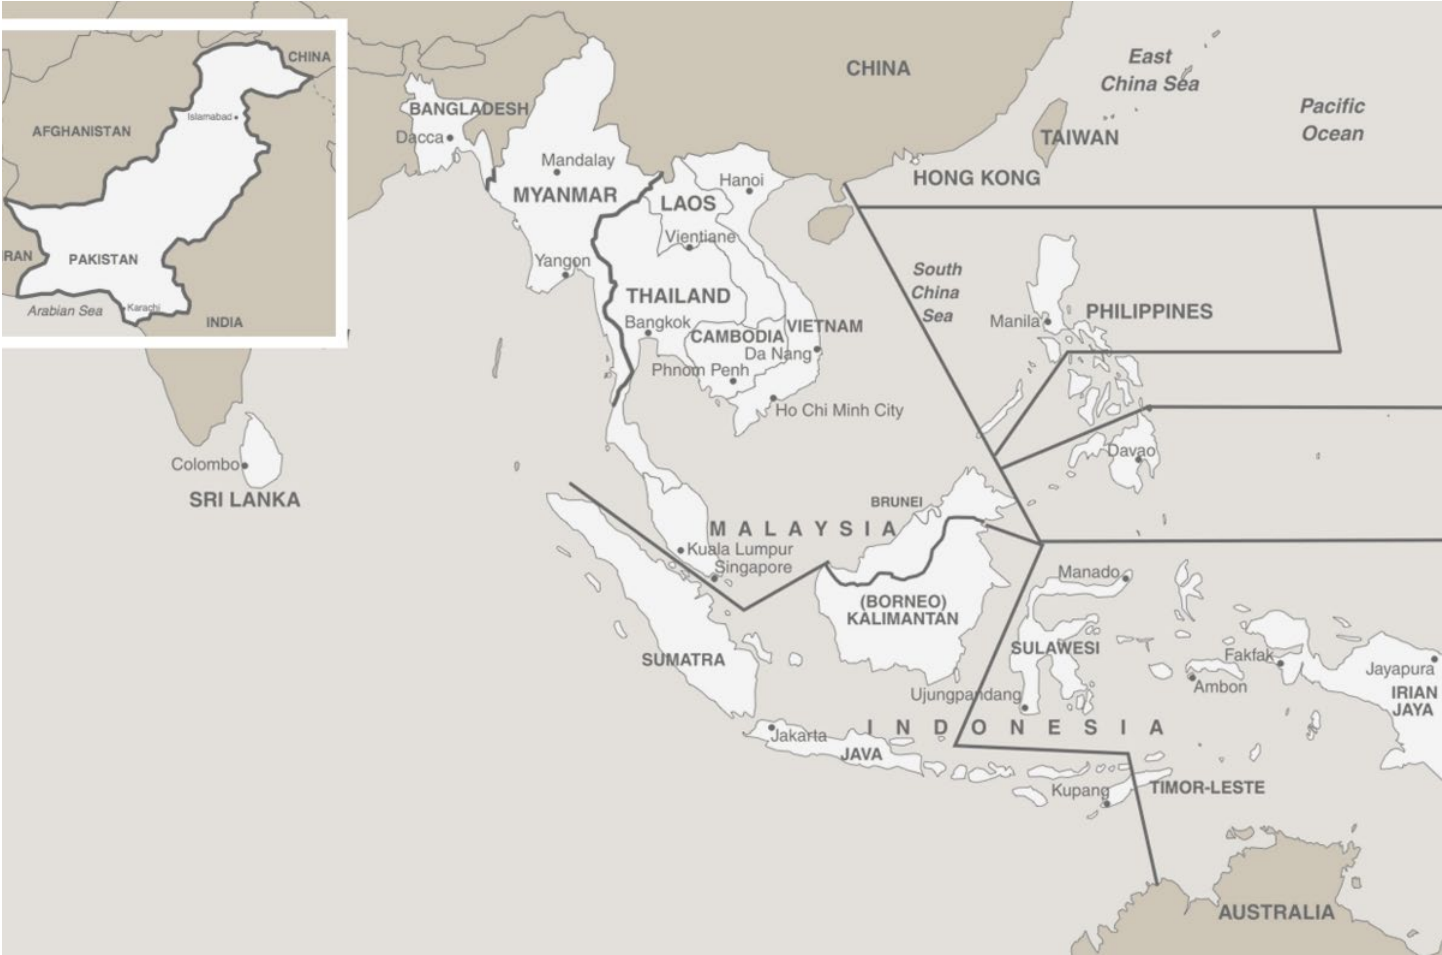 CHINA
AFGHANISTAN
Islamabad
RAN
PAKISTAN
Arabian Sea
Karachi
INDIA
CHINA
East
China Sea
Pacific
Ocean
TAIWAN
HONG KONG
BANGLADESH
Dacca
Mandalay
MYANMAR
Hanoi
LAOS
Vientiane
Yangon
THAILAND
Bangkok
CAMBODIA
VIETNAM
Da Nang
Phnom Penh
Ho Chi Minh City
South
China
Sea
Manila
PHILIPPINES
Davao
Colombo
SRI LANKA
BRUNEI
MALAYSIA
Kuala Lumpur
Singapore
(BORNEO)
KALIMANTAN
Manado
SUMATRA
SULAWESI
Fakfak
Jayapura
Ambon
IRIAN
JAYA
Ujungpandang
INDONESIA
Jakarta
JAVA
Kupang
TIMOR-LESTE
AUSTRALIA